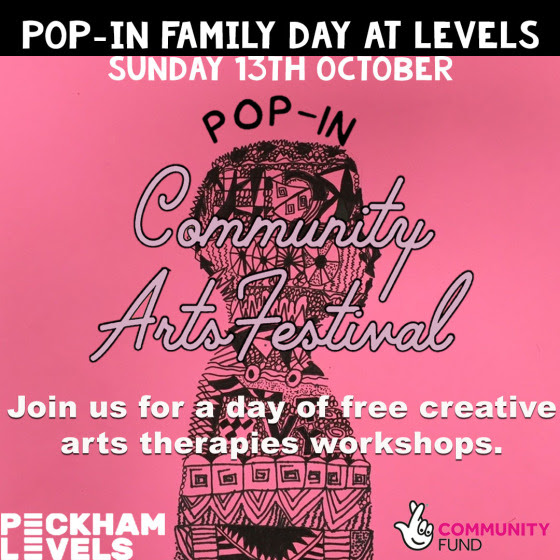 POP-IN FAMILY DAY AT LEVELS
SUNDAY 13TH OCTOBER
POP-IN
Community
Arts Festival
Join us for a day of free creative
arts therapies workshops.
PECKHAM
LEVELS
COMMUNITY
FUND